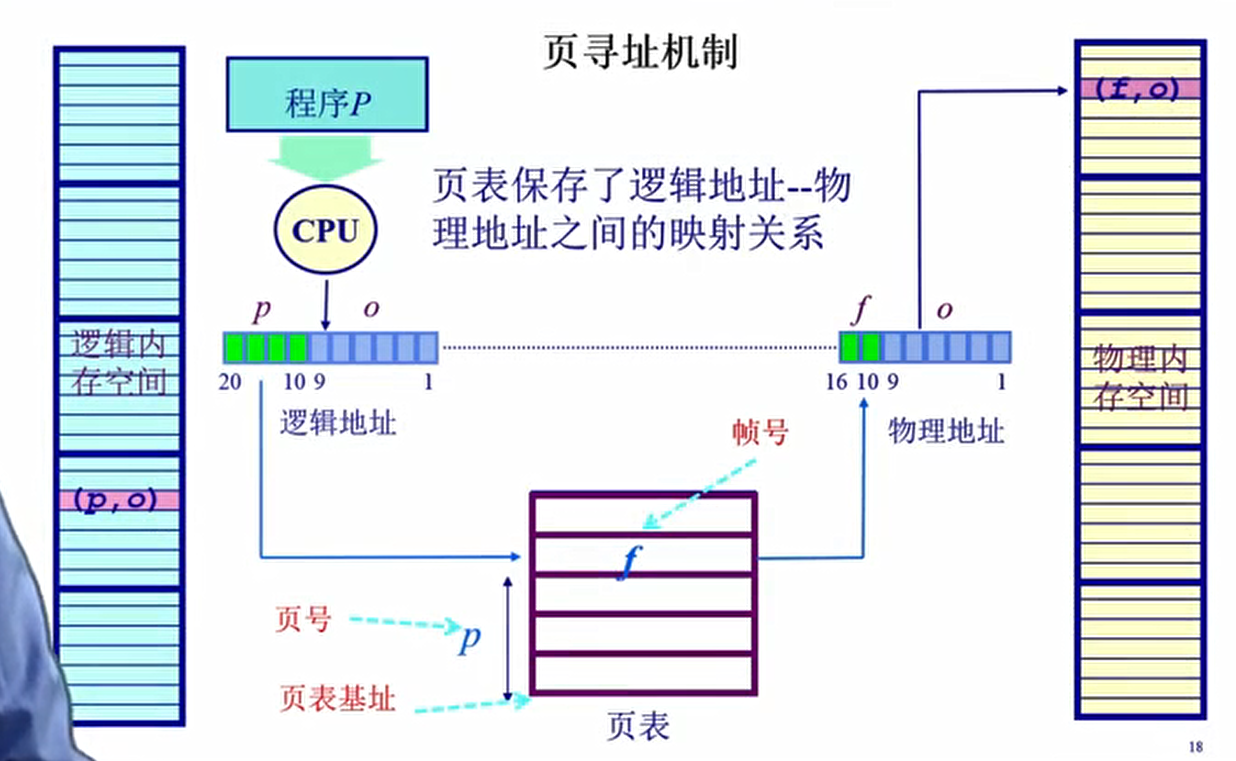 页寻址机制
程序P
(f,o)
页表保存了逻辑地址--物
理地址之间的映射关系
CPU
p o
f o
逻辑内
存空间
物理内
存空间
20 10 9 1
16 10 9 1
逻辑地址
帧号
物理地址
(p,o)
f
页号
p
页表基址
页表
18